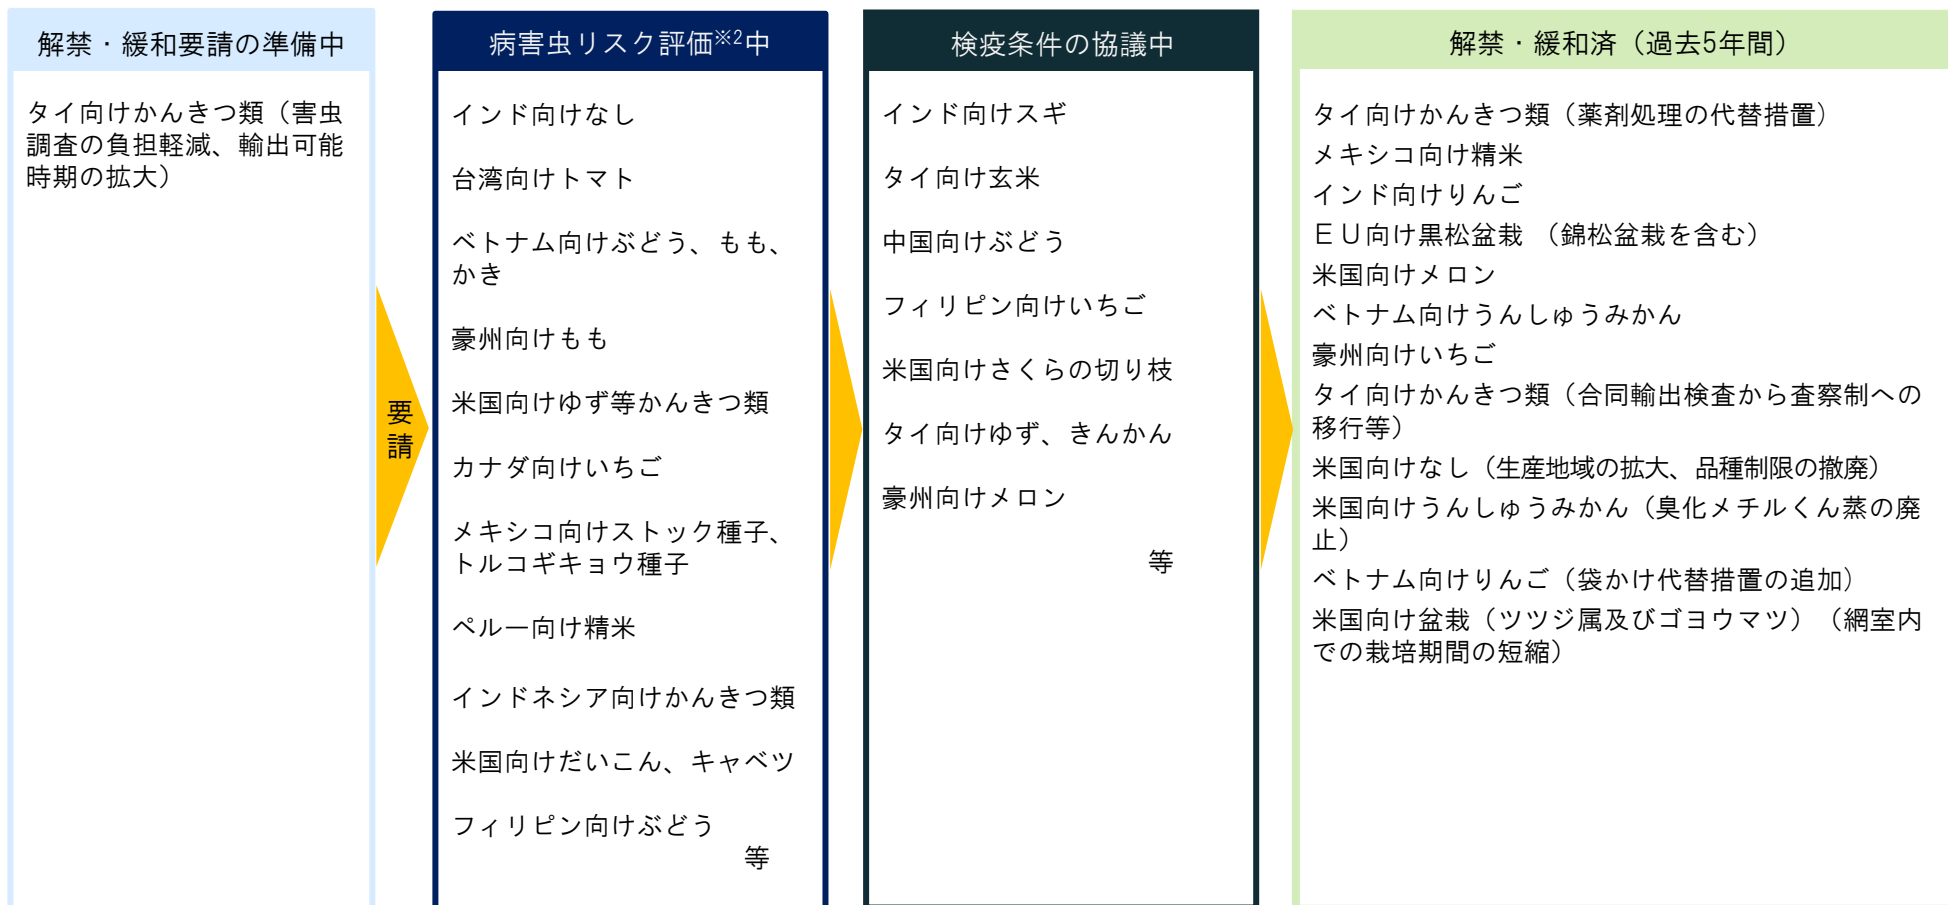 解禁・緩和要請の準備中
タイ向けかんきつ類（害虫
調査の負担軽減、輸出可能
時期の拡大）
要
請
病害虫リスク評価※2中
インド向けなし
台湾向けトマト
ベトナム向けぶどう、もも、
かき
豪州向けもも
米国向けゆず等かんきつ類
カナダ向けいちご
メキシコ向けストック種子、
トルコギキョウ種子
ペルー向け精米
インドネシア向けかんきつ類
米国向けだいこん、キャベツ
フィリピン向けぶどう
等
検疫条件の協議中
インド向けスギ
タイ向け玄米
中国向けぶどう
フィリピン向けいちご
米国向けさくらの切り枝
タイ向けゆず、きんかん
豪州向けメロン
等
解禁・緩和済（過去5年間）
タイ向けかんきつ類（薬剤処理の代替措置）
メキシコ向け精米
インド向けりんご
ＥＵ向け黒松盆栽 （錦松盆栽を含む）
米国向けメロン
ベトナム向けうんしゅうみかん
豪州向けいちご
タイ向けかんきつ類（合同輸出検査から査察制への
移行等）
米国向けなし（生産地域の拡大、品種制限の撤廃）
米国向けうんしゅうみかん（臭化メチルくん蒸の廃
止）
ベトナム向けりんご（袋かけ代替措置の追加）
米国向け盆栽（ツツジ属及びゴヨウマツ）（網室内
での栽培期間の短縮）